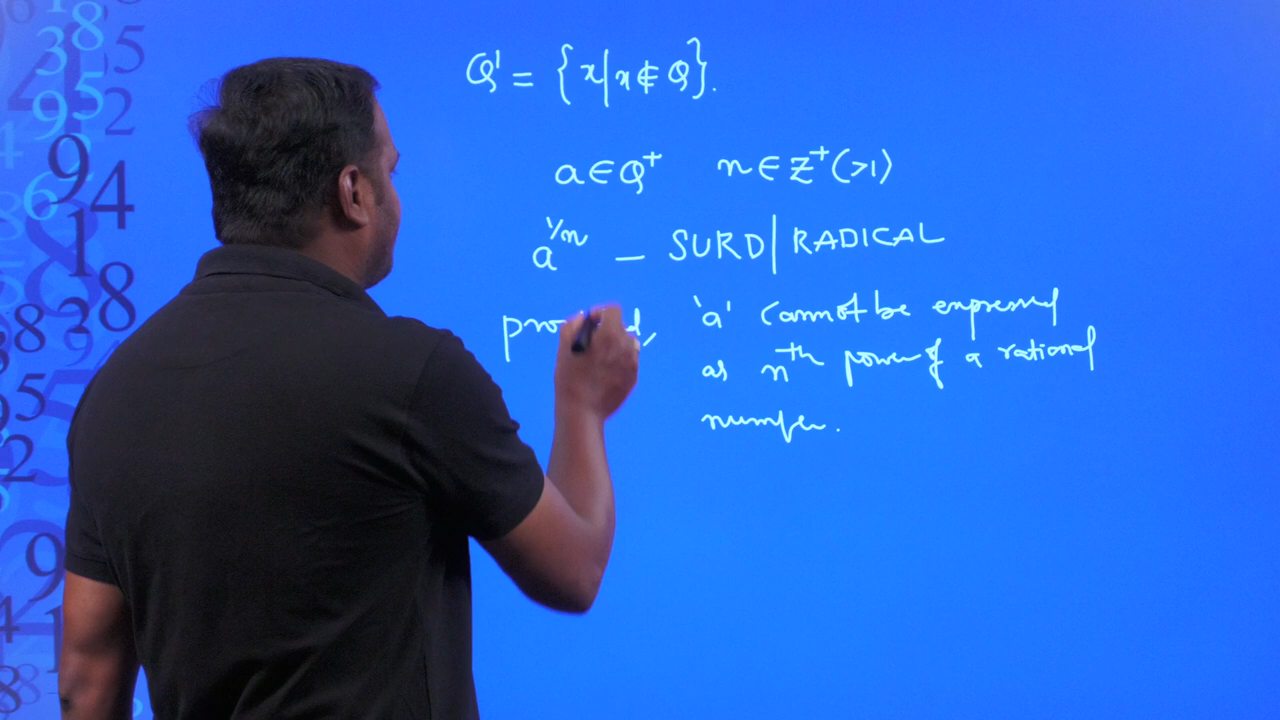 Q' = {x|x∉Q}.
a∈Q⁺ n∈Z⁺(>1)
a^1/n — SURD|RADICAL
'a' cannot be expressed
as nᵗʰ power of a rational
number.